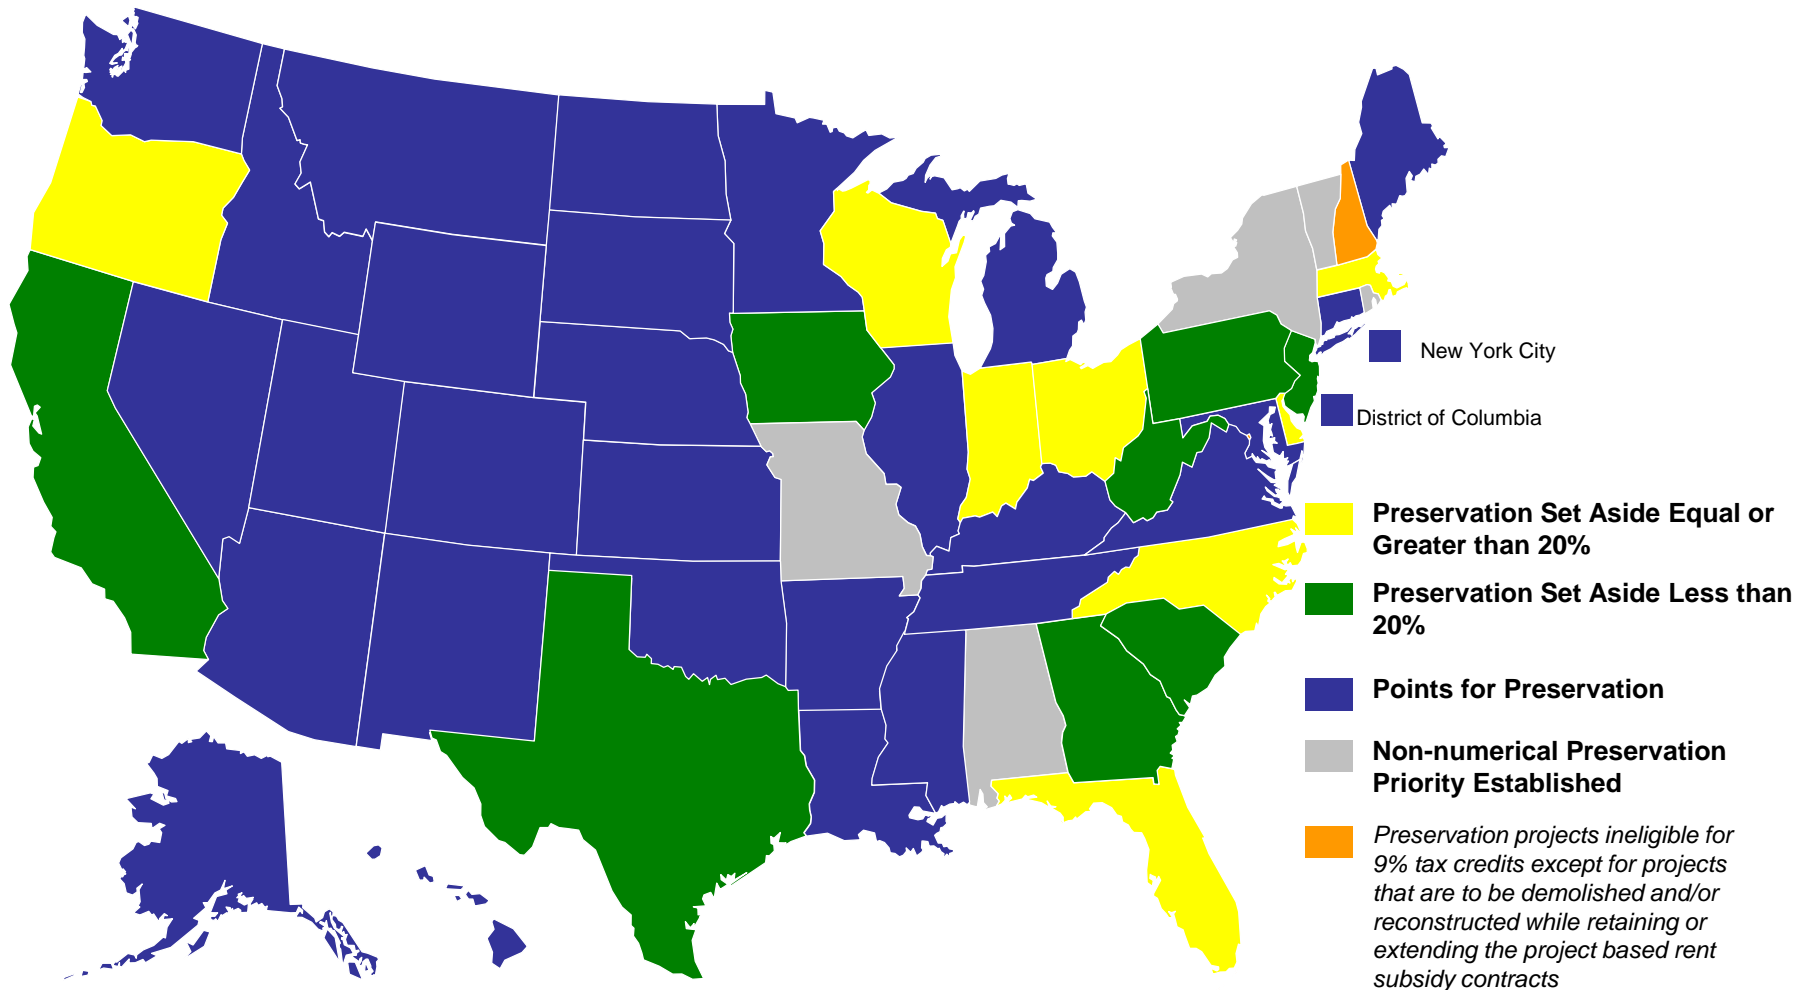 New York City
District of Columbia
Preservation Set Aside Equal or
Greater than 20%
Preservation Set Aside Less than
20%
Points for Preservation
Non-numerical Preservation
Priority Established
Preservation projects ineligible for
9% tax credits except for projects
that are to be demolished and/or
reconstructed while retaining or
extending the project based rent
subsidy contracts